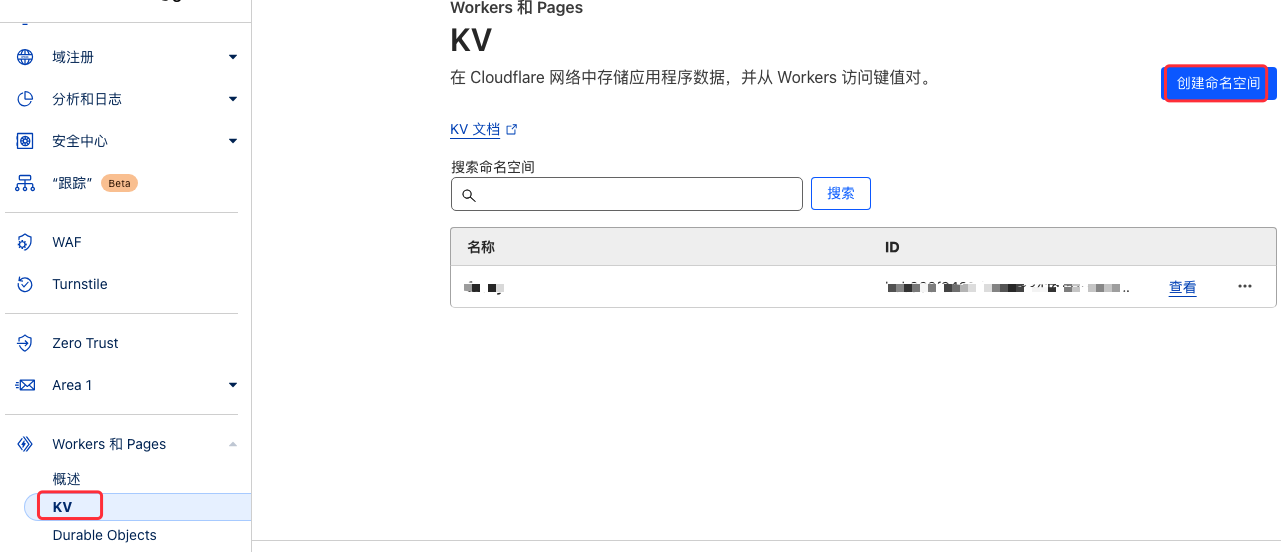 域注册
分析和日志
安全中心
“跟踪” Beta
WAF
Turnstile
Zero Trust
Area 1
Workers 和 Pages
概述
KV
Durable Objects
Workers 和 Pages
KV
在 Cloudflare 网络中存储应用程序数据，并从 Workers 访问键值对。
创建命名空间
KV 文档
搜索命名空间
搜索
名称 ID
查看 ...